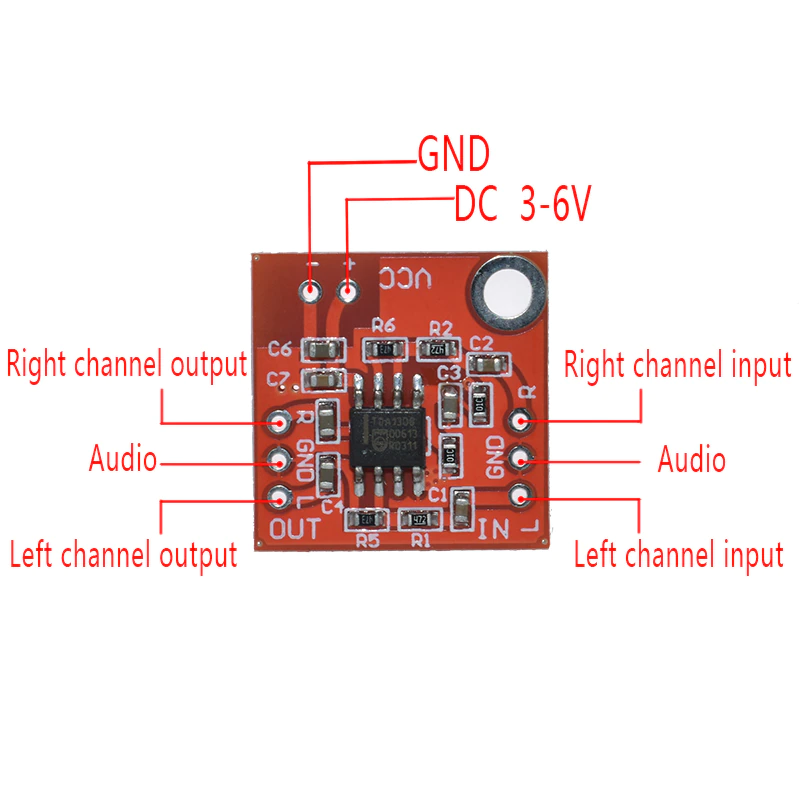 GND
DC 3-6V
- +
VCC
R6
R2
C6
C2
Right channel output
Right channel input
C7
C3
R
R
TDA1308
Audio
GND
GND
Audio
L
C4
C1
Left channel output
OUT
R5
R1
IN
L
Left channel input